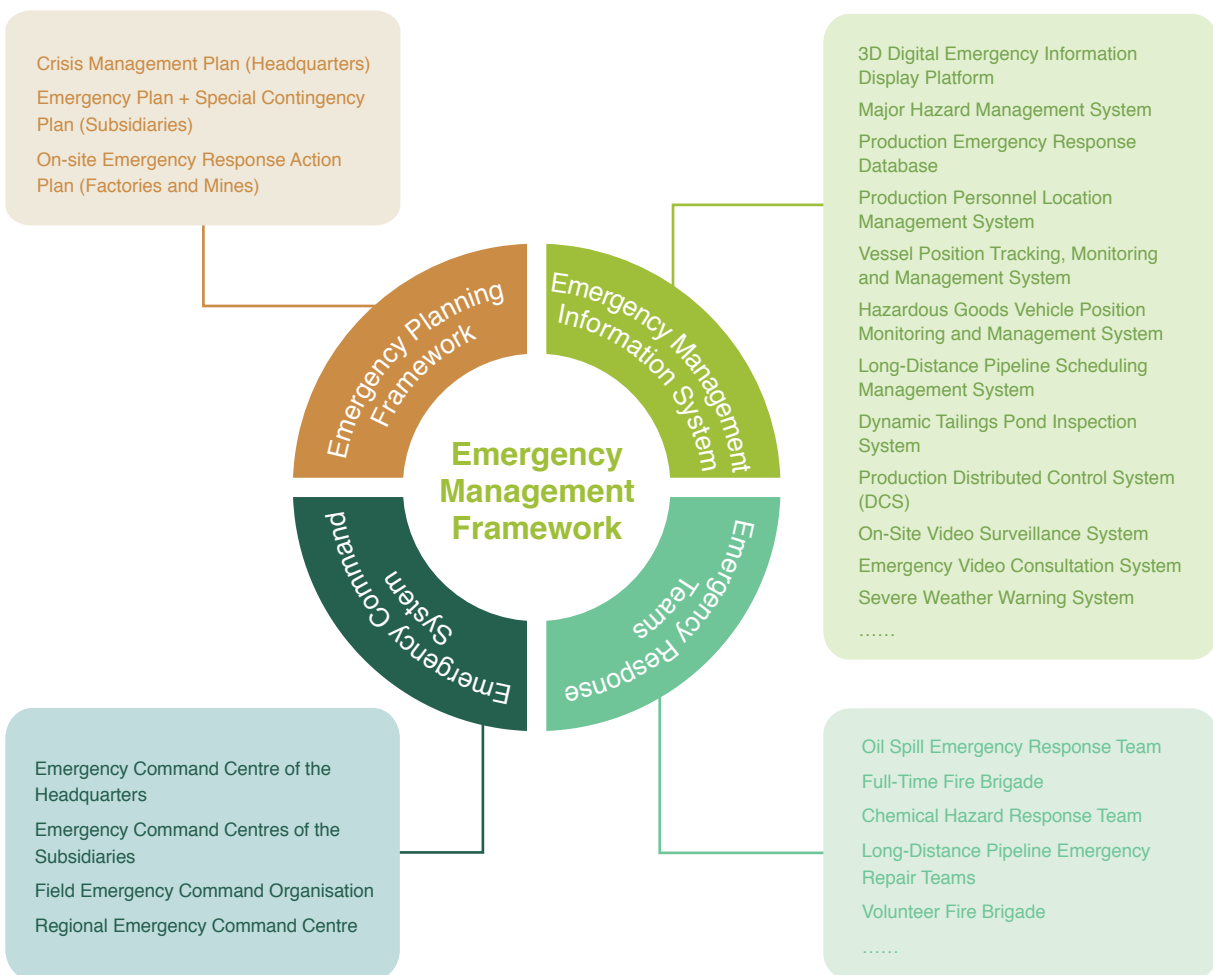 Crisis Management Plan (Headquarters)
Emergency Plan + Special Contingency
Plan (Subsidiaries)
On-site Emergency Response Action
Plan (Factories and Mines)
3D Digital Emergency Information
Display Platform
Major Hazard Management System
Production Emergency Response
Database
Production Personnel Location
Management System
Vessel Position Tracking, Monitoring
and Management System
Hazardous Goods Vehicle Position
Monitoring and Management System
Long-Distance Pipeline Scheduling
Management System
Dynamic Tailings Pond Inspection
System
Production Distributed Control System
(DCS)
On-Site Video Surveillance System
Emergency Video Consultation System
Severe Weather Warning System
……
Emergency Planning
Framework
Emergency Management
Information System
Emergency
Management
Framework
Emergency Command
System
Emergency Response
Teams
Emergency Command Centre of the
Headquarters
Emergency Command Centres of the
Subsidiaries
Field Emergency Command Organisation
Regional Emergency Command Centre
Oil Spill Emergency Response Team
Full-Time Fire Brigade
Chemical Hazard Response Team
Long-Distance Pipeline Emergency
Repair Teams
Volunteer Fire Brigade
……